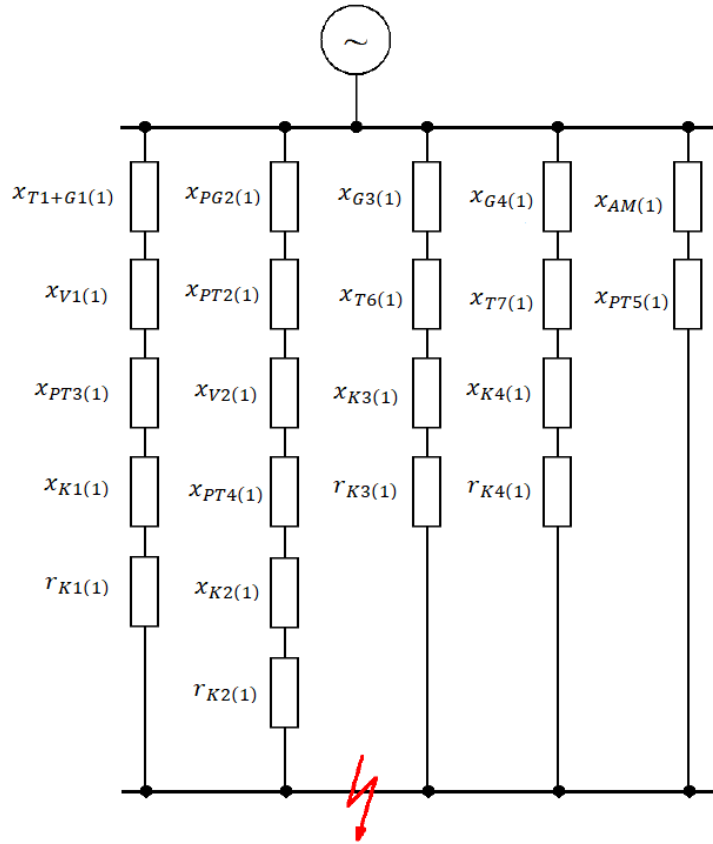 ~
x_{T1+G1(1)} x_{PG2(1)} x_{G3(1)} x_{G4(1)} x_{AM(1)}
x_{V1(1)} x_{PT2(1)} x_{T6(1)} x_{T7(1)} x_{PT5(1)}
x_{PT3(1)} x_{V2(1)} x_{K3(1)} x_{K4(1)}
x_{K1(1)} x_{PT4(1)} r_{K3(1)} r_{K4(1)}
r_{K1(1)} x_{K2(1)}
r_{K2(1)}